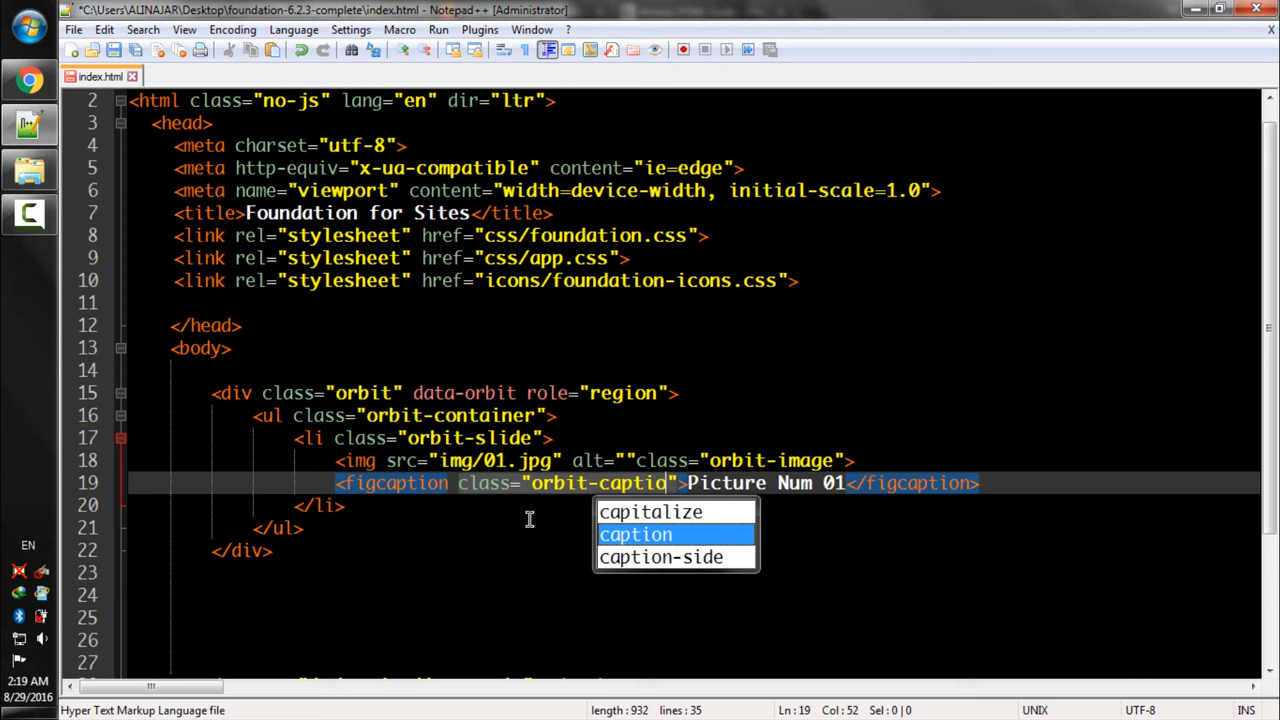 *C:\Users\ALINAJAR\Desktop\foundation-6.2.3-complete\index.html - Notepad++ [Administrator]
File Edit Search View Encoding Language Settings Macro Run Plugins Window ? X
index.html
2 <html class="no-js" lang="en" dir="ltr">
3 <head>
4 <meta charset="utf-8">
5 <meta http-equiv="x-ua-compatible" content="ie=edge">
6 <meta name="viewport" content="width=device-width, initial-scale=1.0">
7 <title>Foundation for Sites</title>
8 <link rel="stylesheet" href="css/foundation.css">
9 <link rel="stylesheet" href="css/app.css">
10 <link rel="stylesheet" href="icons/foundation-icons.css">
11
12 </head>
13 <body>
14
15 <div class="orbit" data-orbit role="region">
16 <ul class="orbit-container">
17 <li class="orbit-slide">
18 <img src="img/01.jpg" alt=""class="orbit-image">
19 <figcaption class="orbit-captio">Picture Num 01</figcaption>
capitalize
20 </li>
caption
21 </ul>
caption-side
22 </div>
23
24
25
26
27
EN
2:19 AM
8/29/2016
Hyper Text Markup Language file length : 932 lines : 35 Ln : 19 Col : 52 Sel : 0 | 0 UNIX UTF-8 INS